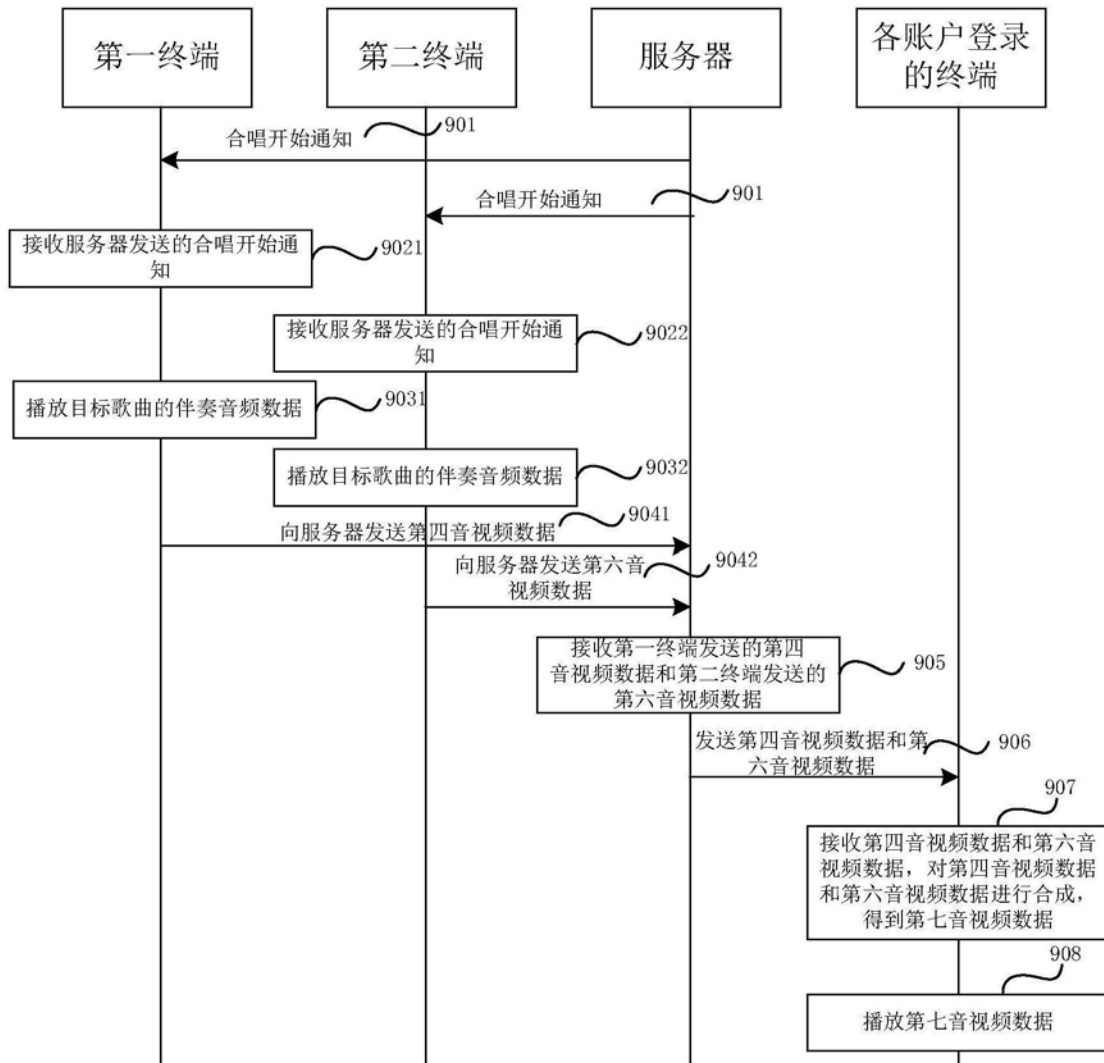 第一终端
第二终端
服务器
各账户登录
的终端
合唱开始通知
901
合唱开始通知
901
接收服务器发送的合唱开始通
知
9021
接收服务器发送的合唱开始通
知
9022
播放目标歌曲的伴奏音频数据
9031
播放目标歌曲的伴奏音频数据
9032
向服务器发送第四音视频数据
9041
向服务器发送第六音
视频数据
9042
接收第一终端发送的第四
音视频数据和第二终端发送的
第六音视频数据
905
发送第四音视频数据和第
六音视频数据
906
907
接收第四音视频数据和第六音
视频数据，对第四音视频数据
和第六音视频数据进行合成，
得到第七音视频数据
908
播放第七音视频数据